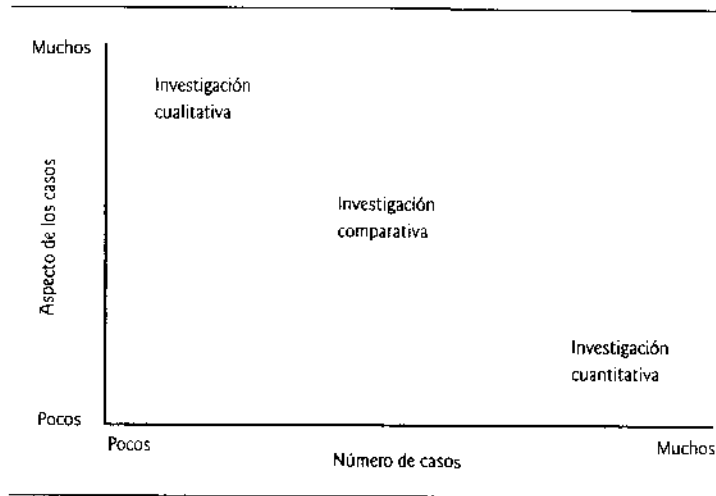 Muchos
Investigación
cualitativa
Aspecto de los casos
Investigación
comparativa
Investigación
cuantitativa
Pocos
Pocos
Número de casos
Muchos